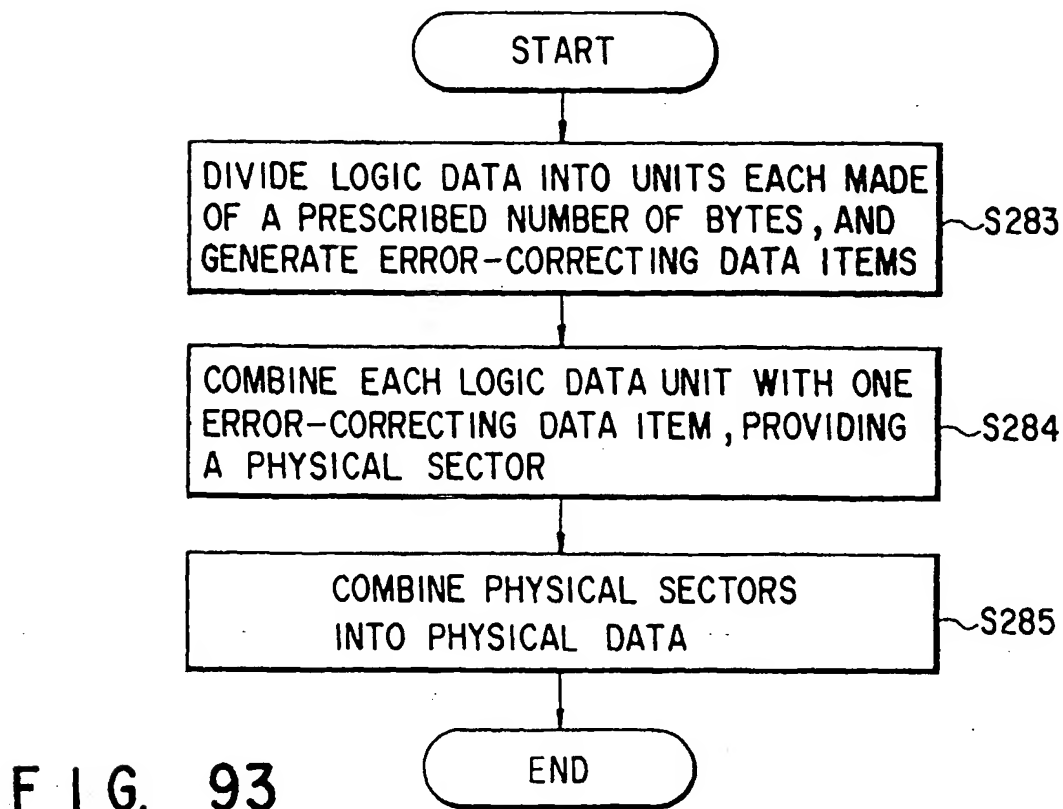 START
DIVIDE LOGIC DATA INTO UNITS EACH MADE
OF A PRESCRIBED NUMBER OF BYTES, AND
GENERATE ERROR-CORRECTING DATA ITEMS
S283
COMBINE EACH LOGIC DATA UNIT WITH ONE
ERROR-CORRECTING DATA ITEM, PROVIDING
A PHYSICAL SECTOR
S284
COMBINE PHYSICAL SECTORS
INTO PHYSICAL DATA
S285
END
FIG. 93